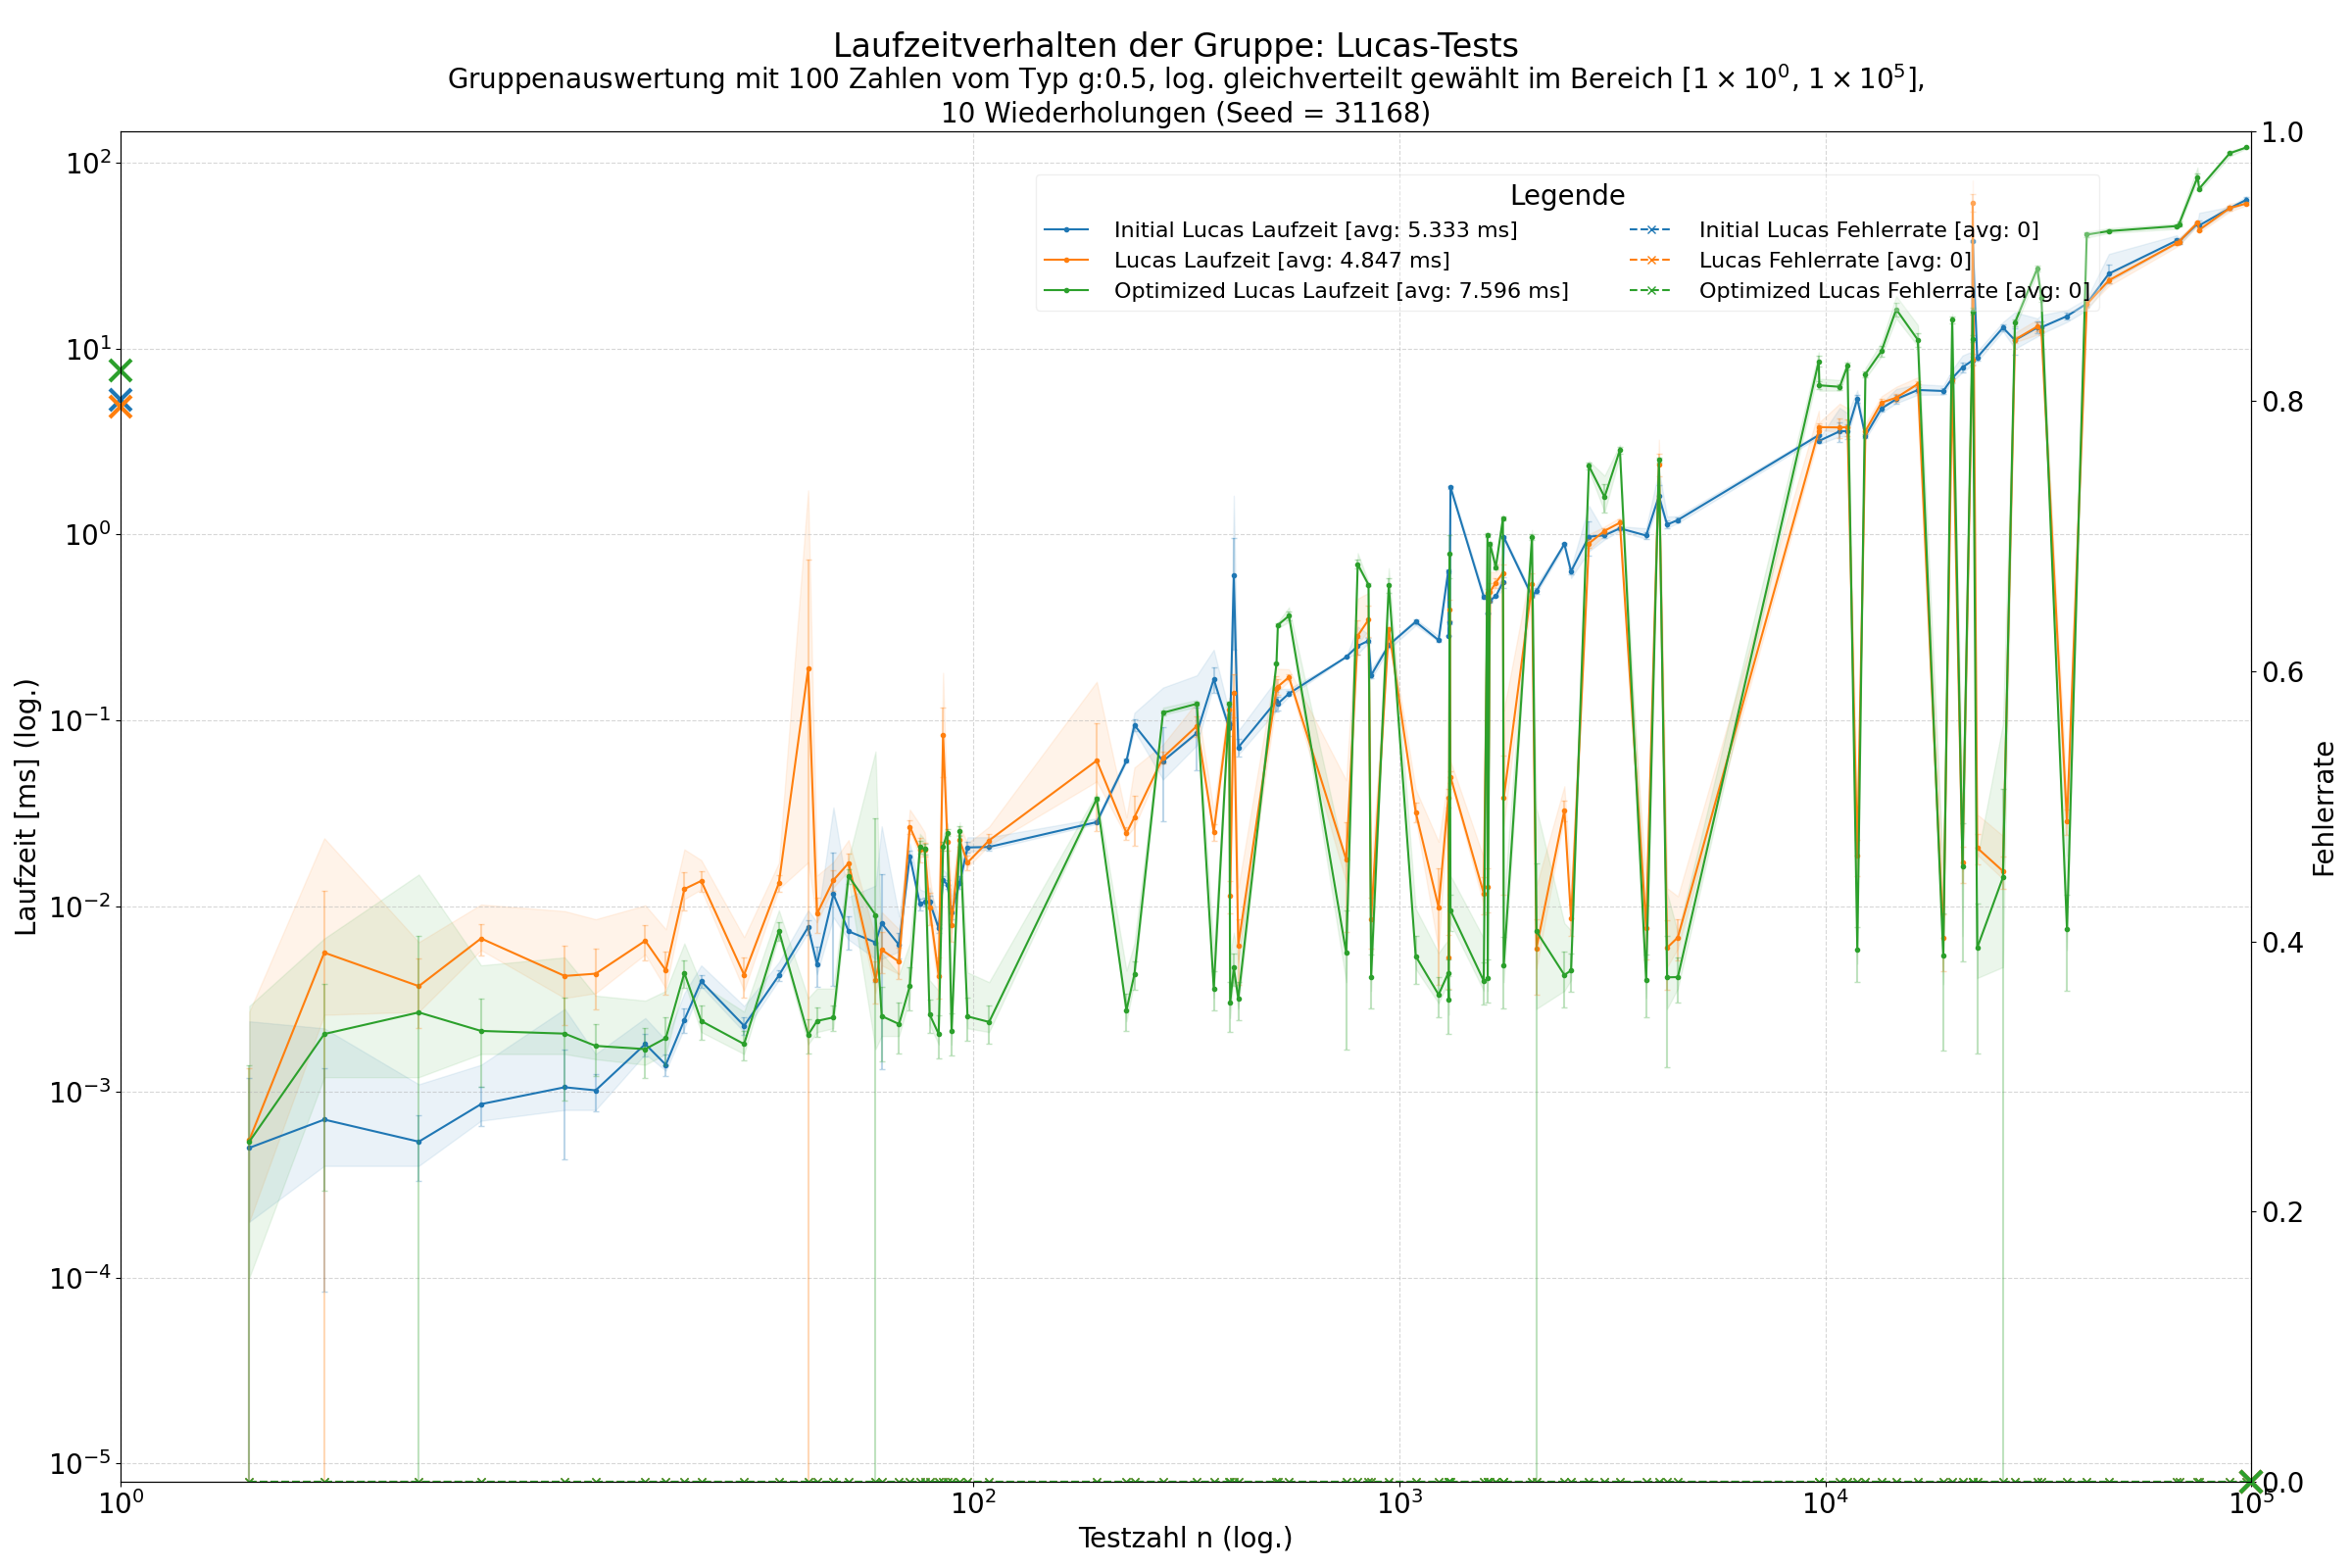 Laufzeitverhalten der Gruppe: Lucas-Tests
Gruppenauswertung mit 100 Zahlen vom Typ g:0.5, log. gleichverteilt gewählt im Bereich [1 × 10⁰, 1 × 10⁵],
10 Wiederholungen (Seed = 31168)
Legende
Initial Lucas Laufzeit [avg: 5.333 ms]
Lucas Laufzeit [avg: 4.847 ms]
Optimized Lucas Laufzeit [avg: 7.596 ms]
Initial Lucas Fehlerrate [avg: 0]
Lucas Fehlerrate [avg: 0]
Optimized Lucas Fehlerrate [avg: 0]
Laufzeit [ms] (log.)
10²
10¹
10⁰
10⁻¹
10⁻²
10⁻³
10⁻⁴
10⁻⁵
10⁰
10²
10³
10⁴
10⁵
Testzahl n (log.)
1.0
0.8
0.6
0.4
0.2
0.0
Fehlerrate